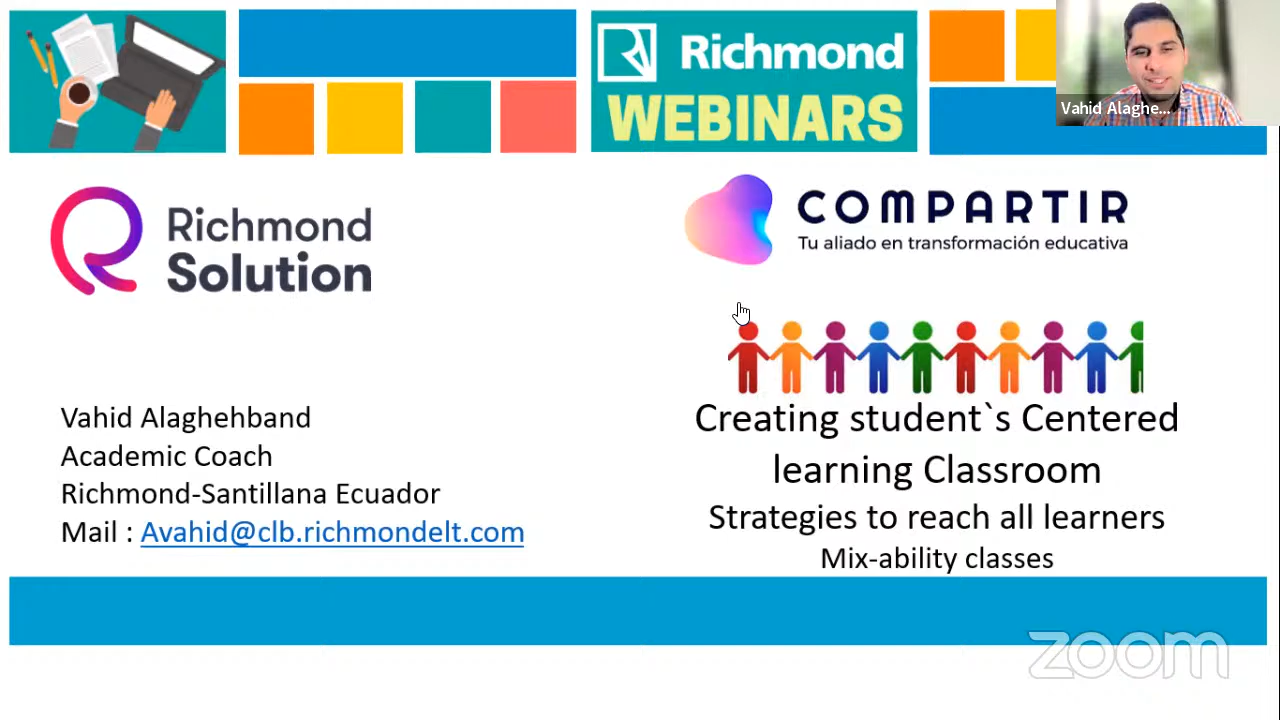 Richmond
WEBINARS
Vahid Alaghe...
Richmond
Solution
COMPARTIR
Tu aliado en transformación educativa
Vahid Alaghehband
Academic Coach
Richmond-Santillana Ecuador
Mail : Avahid@clb.richmondelt.com
Creating student`s Centered
learning Classroom
Strategies to reach all learners
Mix-ability classes
zoom